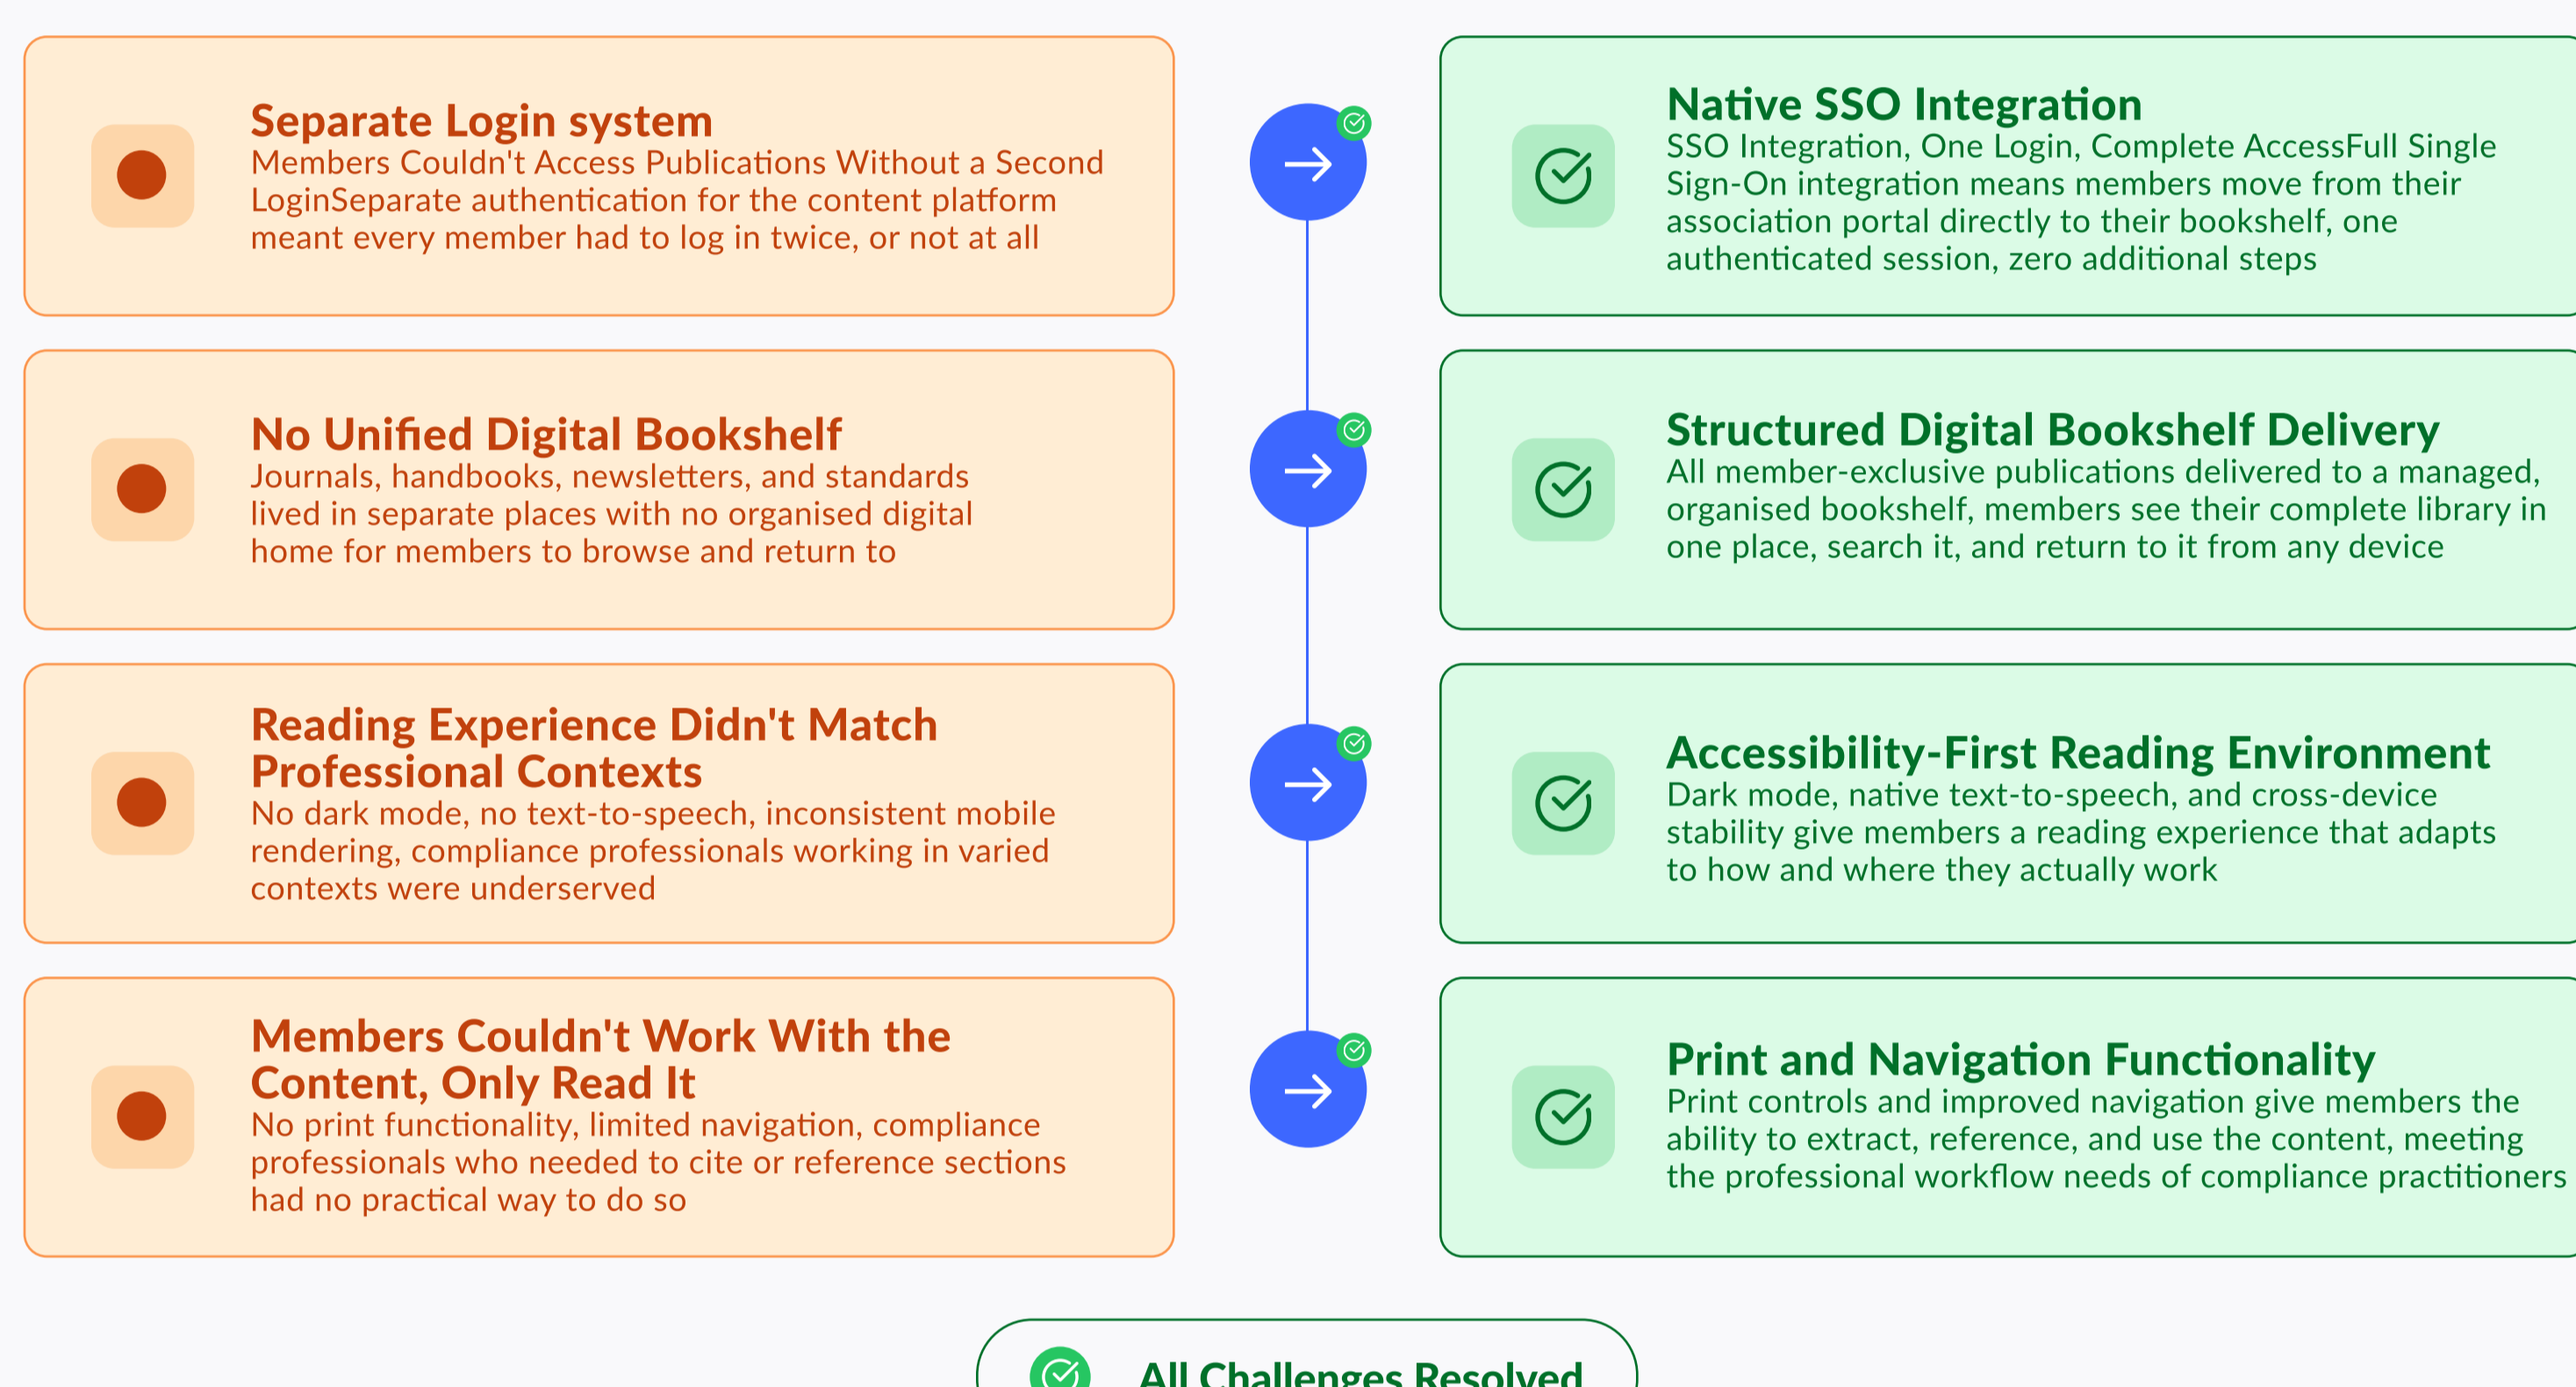 Separate Login system
Members Couldn't Access Publications Without a Second
LoginSeparate authentication for the content platform
meant every member had to log in twice, or not at all
Native SSO Integration
SSO Integration, One Login, Complete AccessFull Single
Sign-On integration means members move from their
association portal directly to their bookshelf, one
authenticated session, zero additional steps
No Unified Digital Bookshelf
Journals, handbooks, newsletters, and standards
lived in separate places with no organised digital
home for members to browse and return to
Structured Digital Bookshelf Delivery
All member-exclusive publications delivered to a managed,
organised bookshelf, members see their complete library in
one place, search it, and return to it from any device
Reading Experience Didn't Match
Professional Contexts
No dark mode, no text-to-speech, inconsistent mobile
rendering, compliance professionals working in varied
contexts were underserved
Accessibility-First Reading Environment
Dark mode, native text-to-speech, and cross-device
stability give members a reading experience that adapts
to how and where they actually work
Members Couldn't Work With the
Content, Only Read It
No print functionality, limited navigation, compliance
professionals who needed to cite or reference sections
had no practical way to do so
Print and Navigation Functionality
Print controls and improved navigation give members the
ability to extract, reference, and use the content, meeting
the professional workflow needs of compliance practitioners
All Challenges Resolved